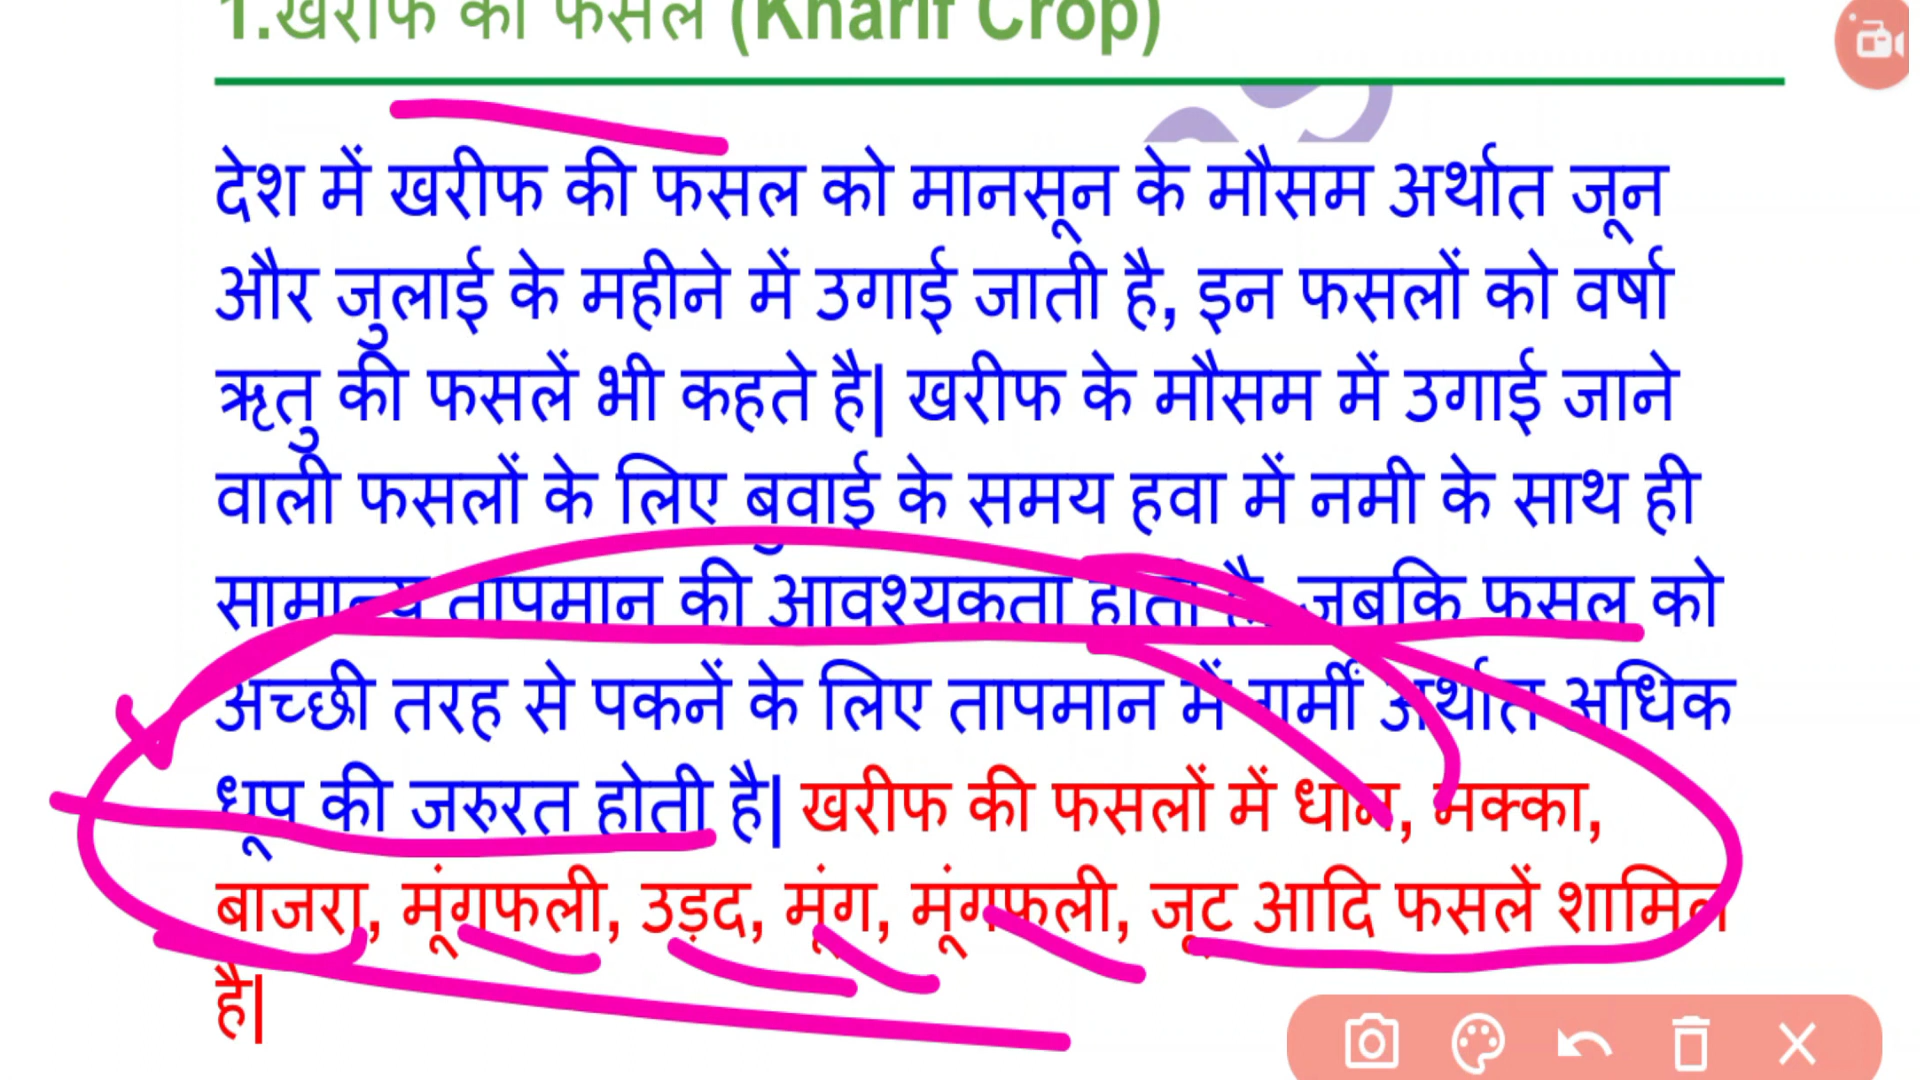 1.खरीफ की फसल (Kharif Crop)
देश में खरीफ की फसल को मानसून के मौसम अर्थात जून
और जुलाई के महीने में उगाई जाती है, इन फसलों को वर्षा
ऋतु की फसलें भी कहते है| खरीफ के मौसम में उगाई जाने
वाली फसलों के लिए बुवाई के समय हवा में नमी के साथ ही
सामान्य तापमान की आवश्यकता होती है, जबकि फसल को
अच्छी तरह से पकनें के लिए तापमान में गर्मीं अर्थात अधिक
धूप की जरुरत होती है| खरीफ की फसलों में धान, मक्का,
बाजरा, मूंगफली, उड़द, मूंग, मूंगफली, जूट आदि फसलें शामिल
है|